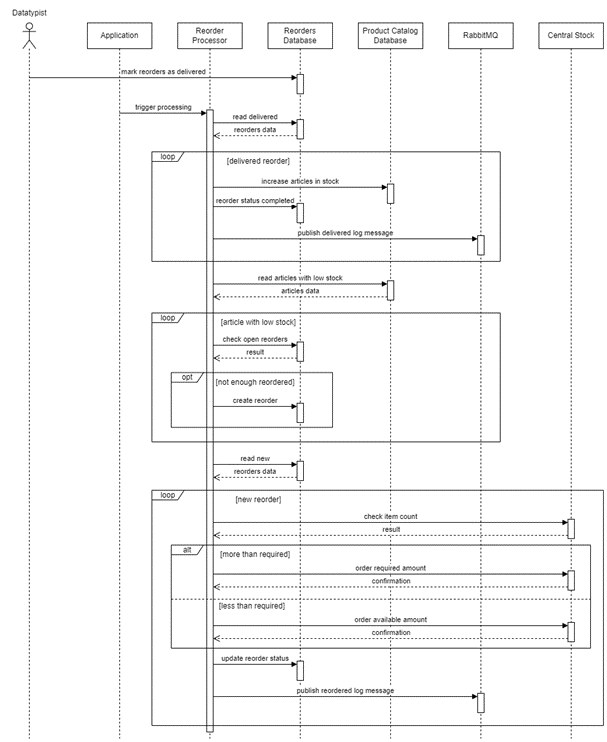 Datatypist
Application
Reorder
Processor
Reorders
Database
Product Catalog
Database
RabbitMQ
Central Stock
mark reorders as delivered
trigger processing
read delivered
reorders data
loop
[delivered reorder]
increase articles in stock
reorder status completed
publish delivered log message
read articles with low stock
articles data
loop
[article with low stock]
check open reorders
result
opt
[not enough reordered]
create reorder
read new
reorders data
loop
[new reorder]
check item count
result
alt
[more than required]
order required amount
confirmation
[less than required]
order available amount
confirmation
update reorder status
publish reordered log message